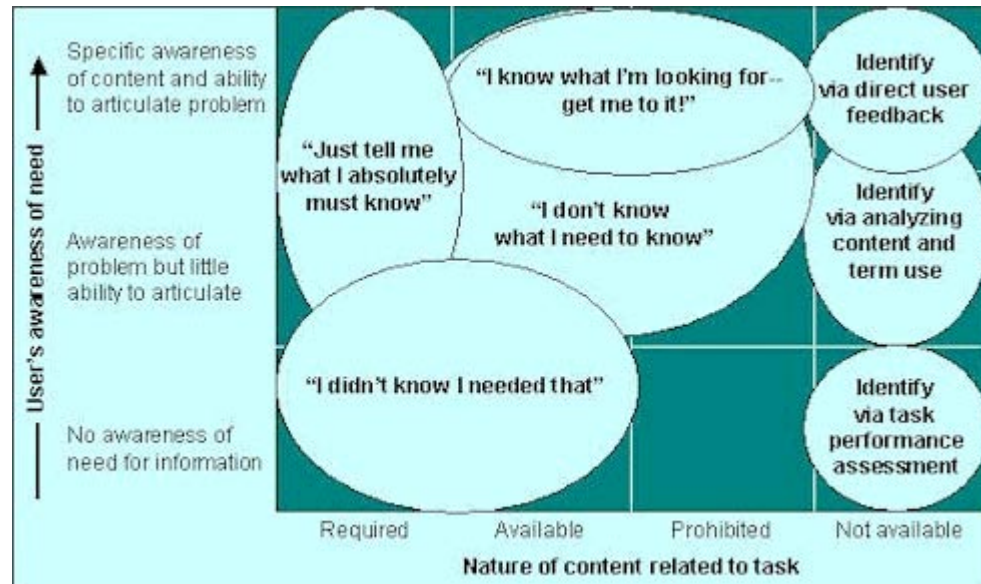 User's awareness of need
Specific awareness
of content and ability
to articulate problem
Awareness of
problem but little
ability to articulate
No awareness of
need for information
“Just tell me
what I absolutely
must know”
“I know what I'm looking for--
get me to it!”
“I don't know
what I need to know”
“I didn't know I needed that”
Identify
via direct user
feedback
Identify
via analyzing
content and
term use
Identify
via task
performance
assessment
Required
Available
Prohibited
Not available
Nature of content related to task